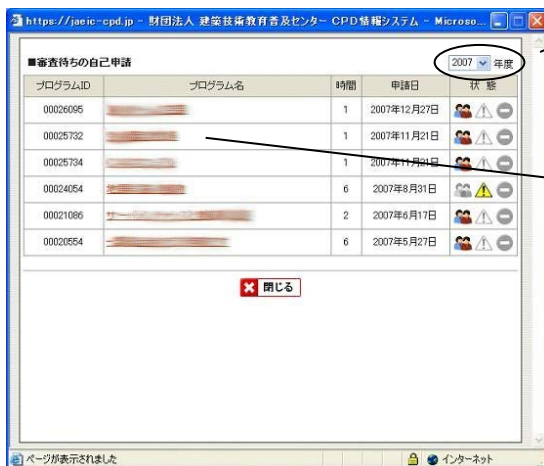 https://jaeic-cpd.jp - 財団法人 建築技術教育普及センター CPD情報システム - Microso...
■審査待ちの自己申請 2007 年度
プログラムID プログラム名 時間 申請日 状 態
00026095 1 2007年12月27日
00025732 1 2007年11月21日
00025734 1 2007年11月21日
00024054 6 2007年8月31日
00021086 2 2007年6月17日
00020554 6 2007年5月27日
閉じる
ページが表示されました インターネット